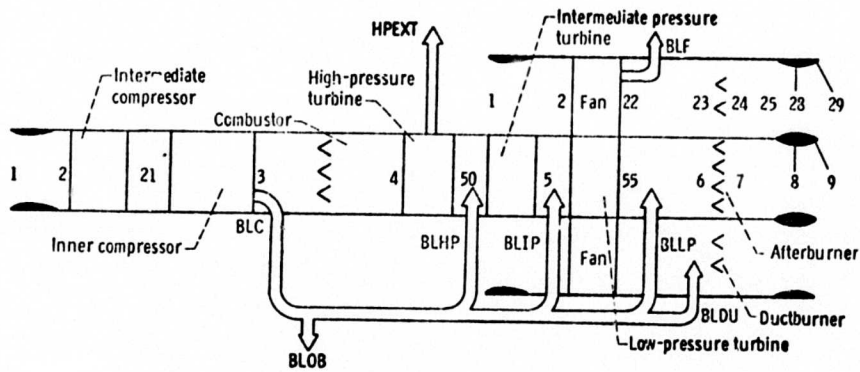 HPEXT
Intermediate pressure
turbine
BLF
Intermediate
compressor
High-pressure
turbine
Combustor
1 2 Fan 22 23 24 25 28 29
1 2 21 3 4 50 5 55 6 7 8 9
Inner compressor
BLC
BLHP
BLIP
Fan
BLLP
Afterburner
BLDU
Ductburner
BLOB
Low-pressure turbine